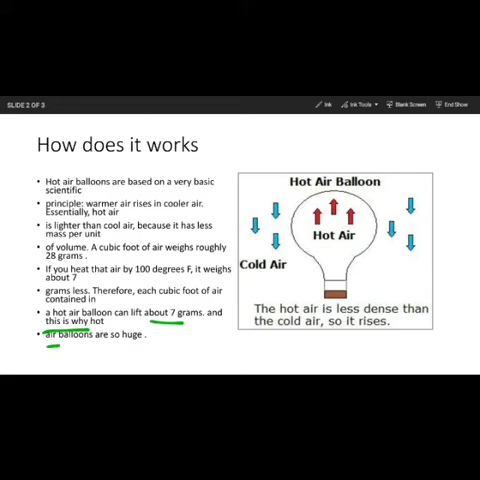 SLIDE 2 OF 3
Ink
Ink Tools
Blank Screen
End Show
How does it works
• Hot air balloons are based on a very basic
scientific
• principle: warmer air rises in cooler air.
Essentially, hot air
• is lighter than cool air, because it has less
mass per unit
• of volume. A cubic foot of air weighs roughly
28 grams .
• If you heat that air by 100 degrees F, it weighs
about 7
• grams less. Therefore, each cubic foot of air
contained in
• a hot air balloon can lift about 7 grams. and
this is why hot
• air balloons are so huge .
Hot Air Balloon
Hot Air
Cold Air
The hot air is less dense than
the cold air, so it rises.